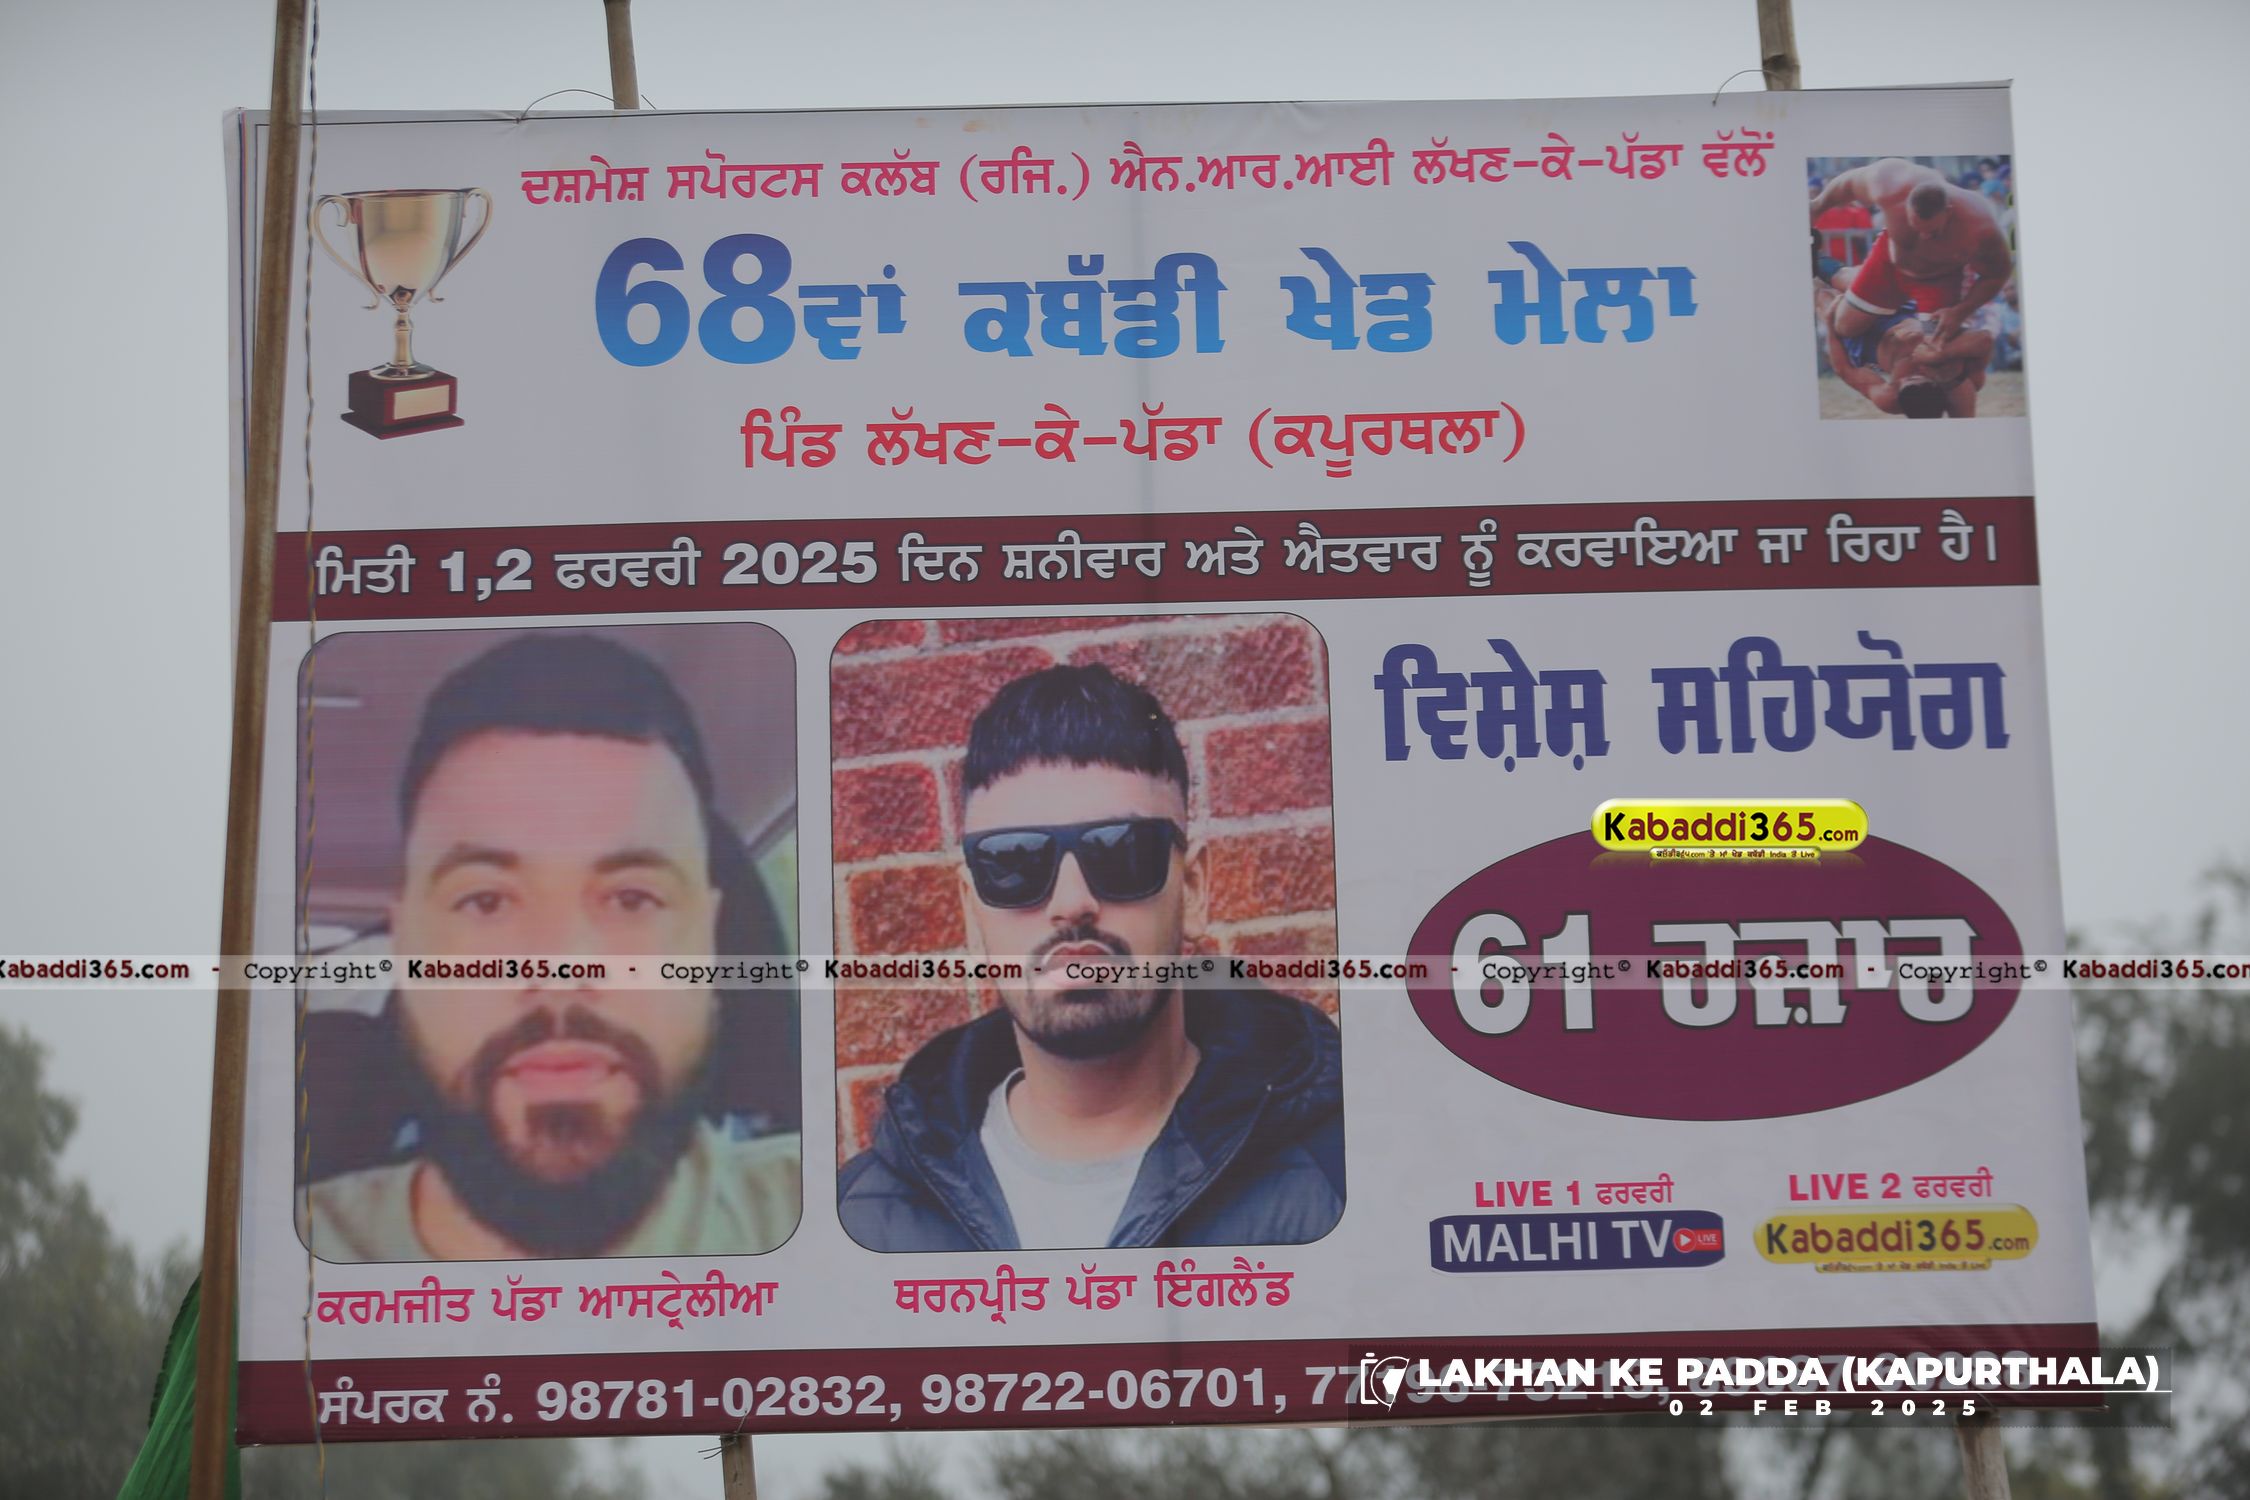 ਦਸ਼ਮੇਸ਼ ਸਪੋਰਟਸ ਕਲੱਬ (ਰਜਿ.) ਐਨ.ਆਰ.ਆਈ ਲੱਖਣ-ਕੇ-ਪੱਡਾ ਵੱਲੋਂ
68ਵਾਂ ਕਬੱਡੀ ਖੇਡ ਮੇਲਾ
ਪਿੰਡ ਲੱਖਣ-ਕੇ-ਪੱਡਾ (ਕਪੂਰਥਲਾ)
ਮਿਤੀ 1,2 ਫਰਵਰੀ 2025 ਦਿਨ ਸ਼ਨੀਵਾਰ ਅਤੇ ਐਤਵਾਰ ਨੂੰ ਕਰਵਾਇਆ ਜਾ ਰਿਹਾ ਹੈ।
ਵਿਸ਼ੇਸ਼ ਸਹਿਯੋਗ
Kabaddi365.com
61 ਹਜ਼ਾਰ
Kabaddi365.com - Copyright© Kabaddi365.com - Copyright© Kabaddi365.com - Copyright© Kabaddi365.com - Copyright© Kabaddi365.com - Copyright© Kabaddi365.com
LIVE 1 ਫਰਵਰੀ
MALHI TV LIVE
LIVE 2 ਫਰਵਰੀ
Kabaddi365.com
ਕਰਮਜੀਤ ਪੱਡਾ ਆਸਟ੍ਰੇਲੀਆ
ਥਰਨਪ੍ਰੀਤ ਪੱਡਾ ਇੰਗਲੈਂਡ
ਸੰਪਰਕ ਨੰ. 98781-02832, 98722-06701,
LAKHAN KE PADDA (KAPURTHALA)
02 FEB 2025